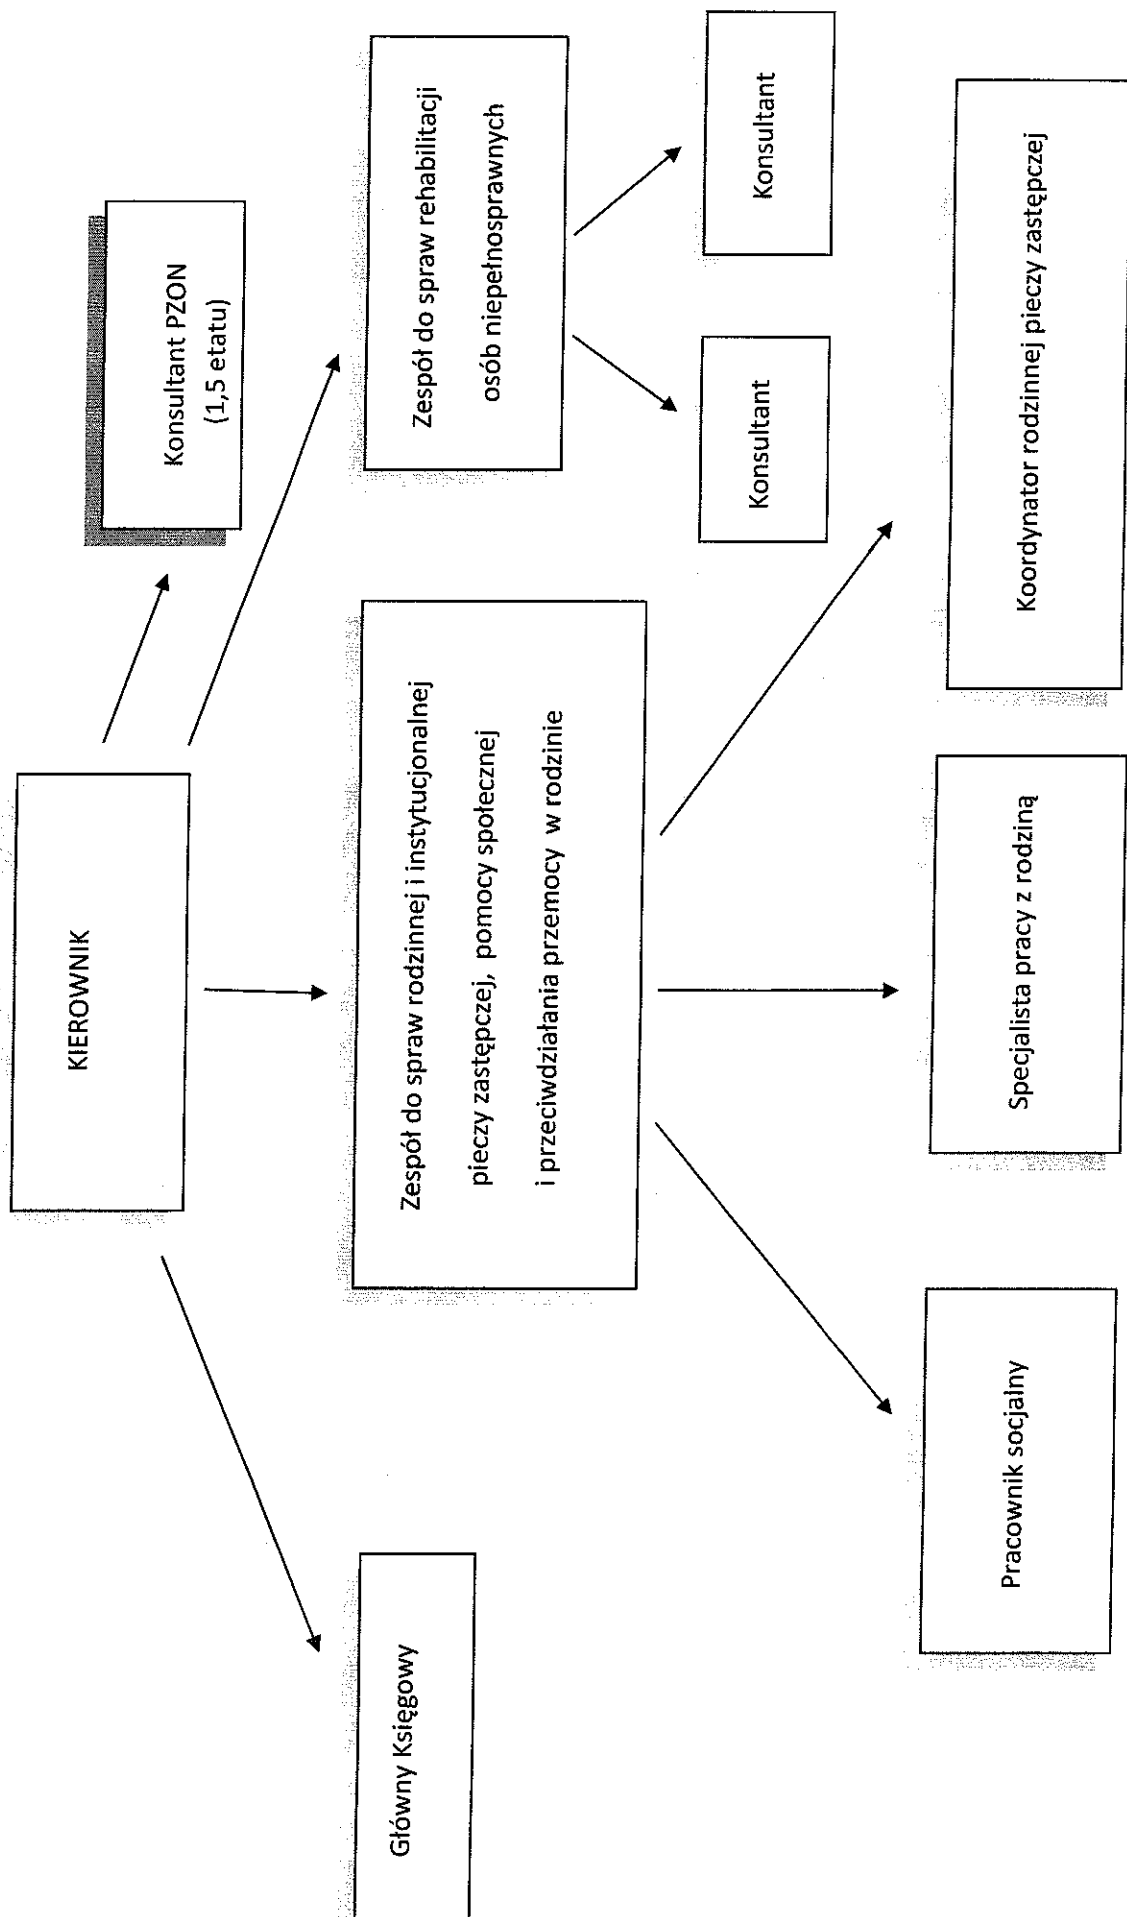 KIEROWNIK
Konsultant PZON
(1,5 etatu)
Główny Księgowy
Zespół do spraw rodzinnej i instytucjonalnej
pieczy zastępczej, pomocy społecznej
i przeciwdziałania przemocy w rodzinie
Zespół do spraw rehabilitacji
osób niepełnosprawnych
Konsultant
Konsultant
Pracownik socjalny
Specjalista pracy z rodziną
Koordynator rodzinnej pieczy zastępczej